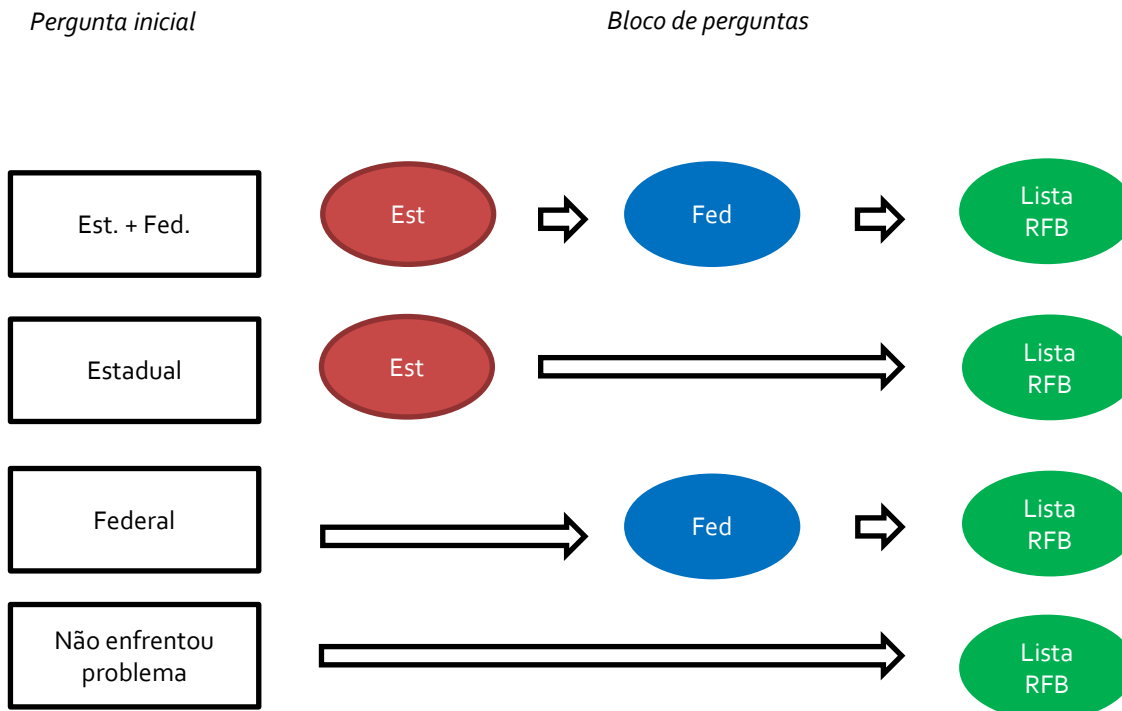 Pergunta inicial
Bloco de perguntas
Est. + Fed.
Est
Fed
Lista
RFB
Estadual
Est
Lista
RFB
Federal
Fed
Lista
RFB
Não enfrentou
problema
Lista
RFB